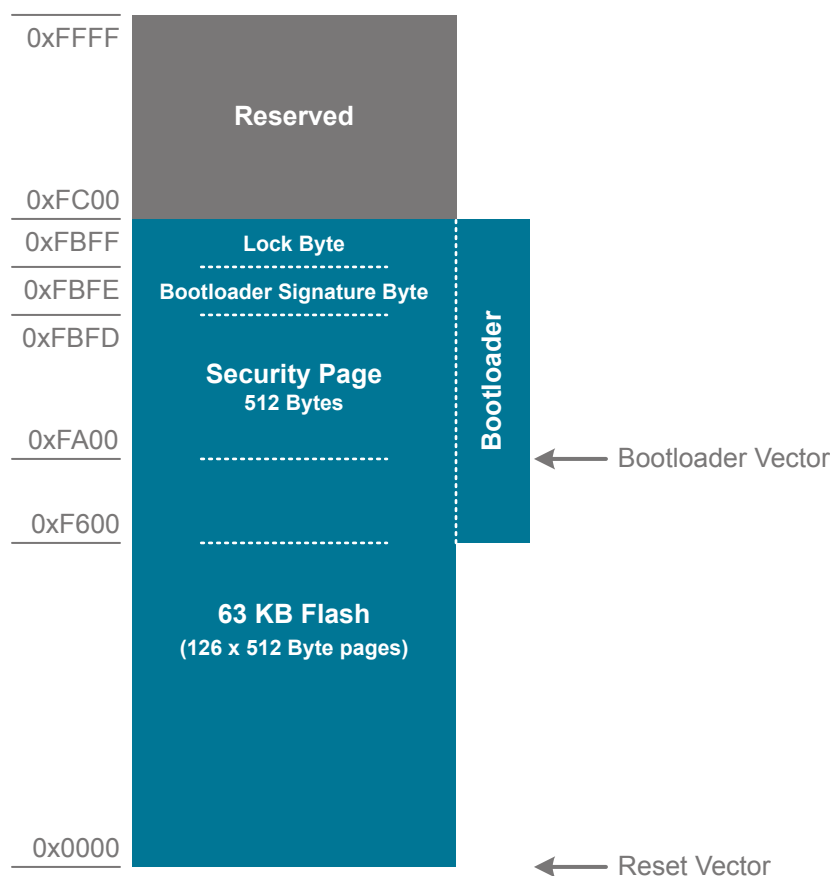 0xFFFF
Reserved
0xFC00
0xFBFF
Lock Byte
0xFBFE
Bootloader Signature Byte
0xFBFD
Security Page
512 Bytes
Bootloader
0xFA00
Bootloader Vector
0xF600
63 KB Flash
(126 x 512 Byte pages)
0x0000
Reset Vector